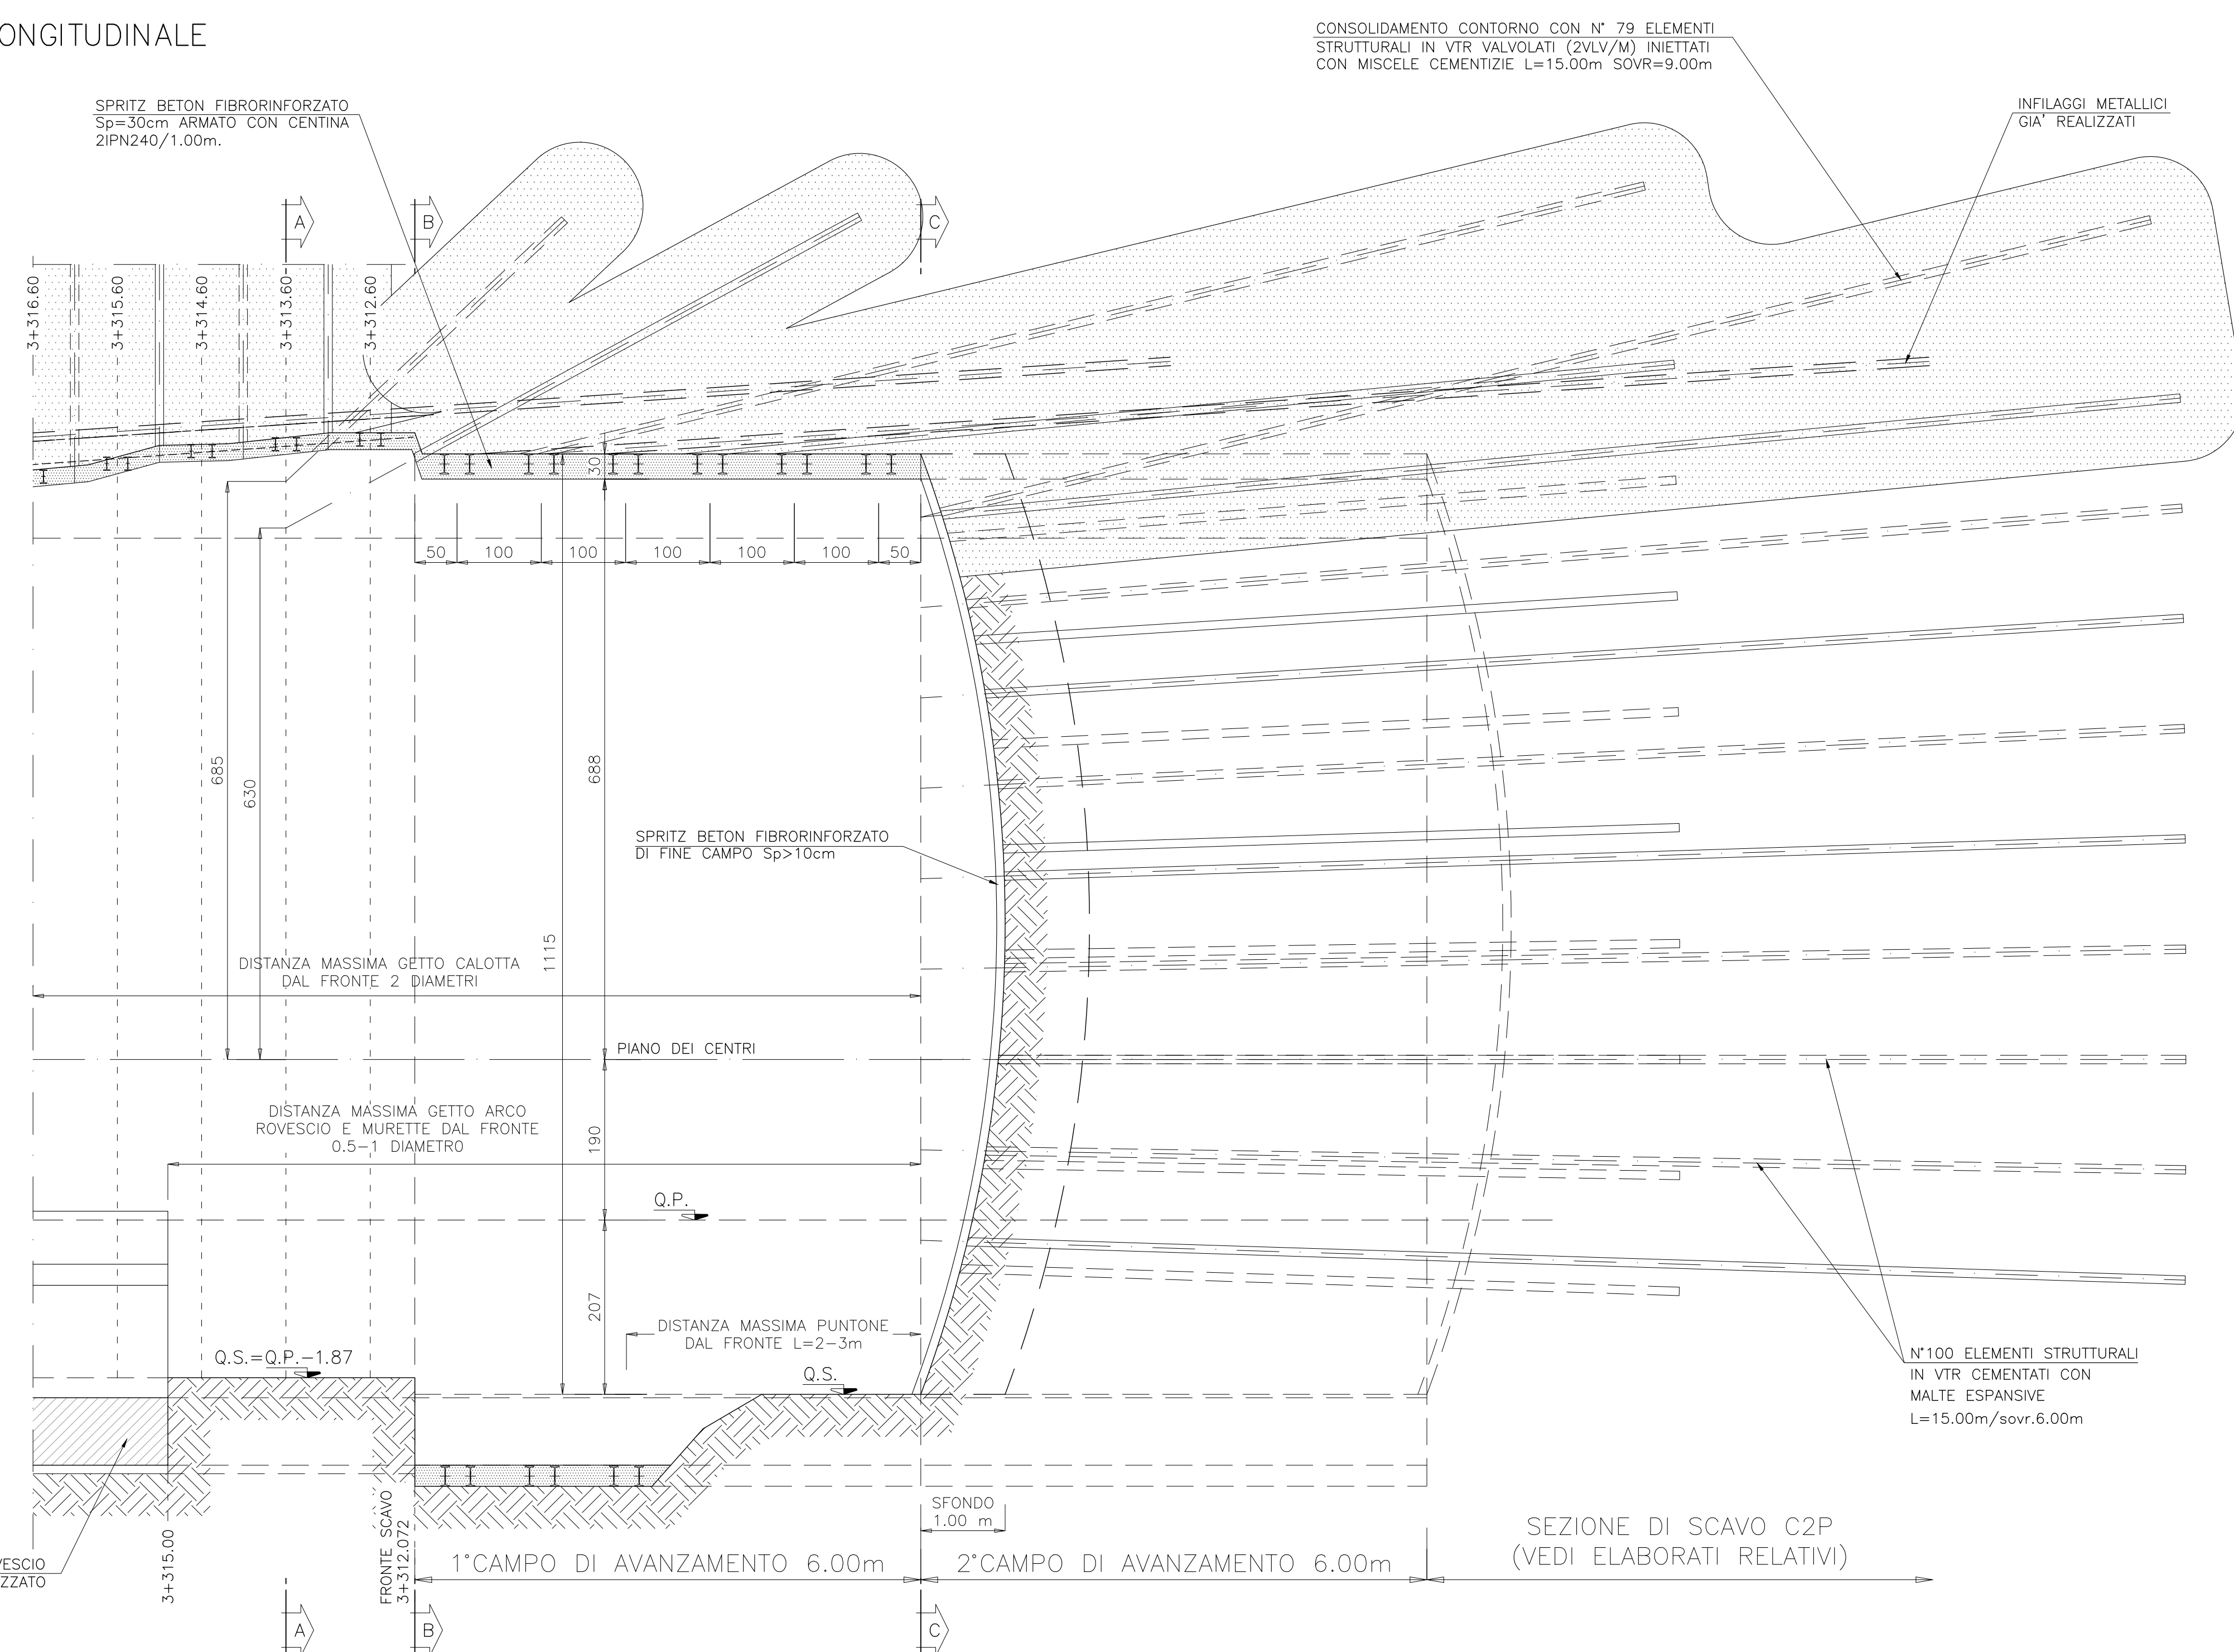 ONGITUDINALE
CONSOLIDAMENTO CONTORNO CON N° 79 ELEMENTI
STRUTTURALI IN VTR VALVOLATI (2VLV/M) INIETTATI
CON MISCELE CEMENTIZIE L=15.00m SOVR=9.00m
SPRITZ BETON FIBRORINFORZATO
Sp=30cm ARMATO CON CENTINA
2IPN240/1.00m.
INFILAGGI METALLICI
GIA' REALIZZATI
A
B
C
3+316.60
3+315.60
3+314.60
3+313.60
3+312.60
30
50
100
100
100
100
100
50
685
630
688
1115
SPRITZ BETON FIBRORINFORZATO
DI FINE CAMPO Sp>10cm
DISTANZA MASSIMA GETTO CALOTTA
DAL FRONTE 2 DIAMETRI
PIANO DEI CENTRI
DISTANZA MASSIMA GETTO ARCO
ROVESCIO E MURETTE DAL FRONTE
0.5-1 DIAMETRO
190
Q.P.
207
DISTANZA MASSIMA PUNTONE
DAL FRONTE L=2-3m
Q.S.=Q.P.-1.87
Q.S.
N°100 ELEMENTI STRUTTURALI
IN VTR CEMENTATI CON
MALTE ESPANSIVE
L=15.00m/sovr.6.00m
SFONDO
1.00 m
VESCIO
ZZATO
3+315.00
FRONTE SCAVO
3+312.072
1°CAMPO DI AVANZAMENTO 6.00m
2°CAMPO DI AVANZAMENTO 6.00m
SEZIONE DI SCAVO C2P
(VEDI ELABORATI RELATIVI)
A
B
C